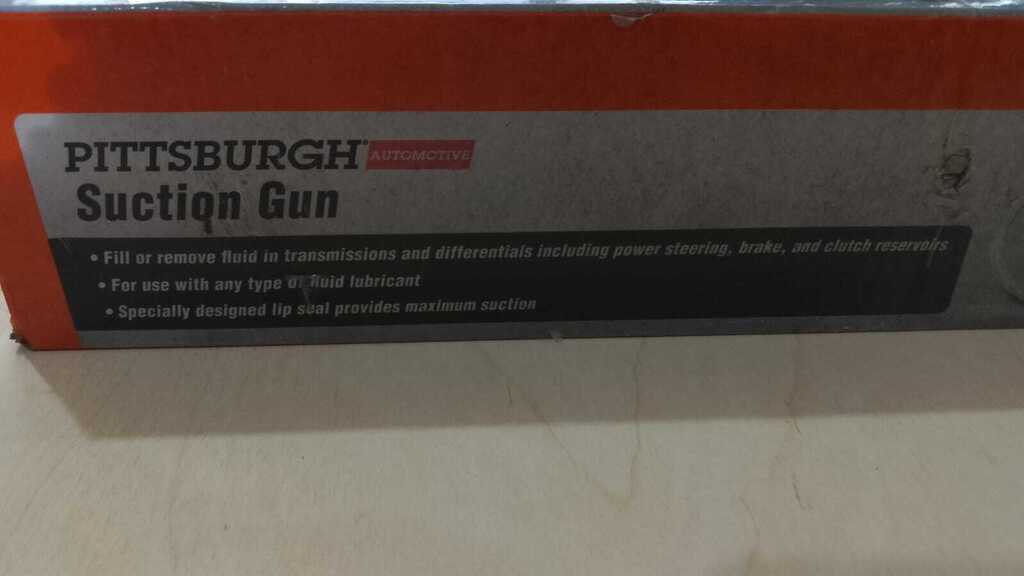 PITTSBURGH AUTOMOTIVE
Suction Gun
• Fill or remove fluid in transmissions and differentials including power steering, brake, and clutch reservoirs
• For use with any type of fluid lubricant
• Specially designed lip seal provides maximum suction